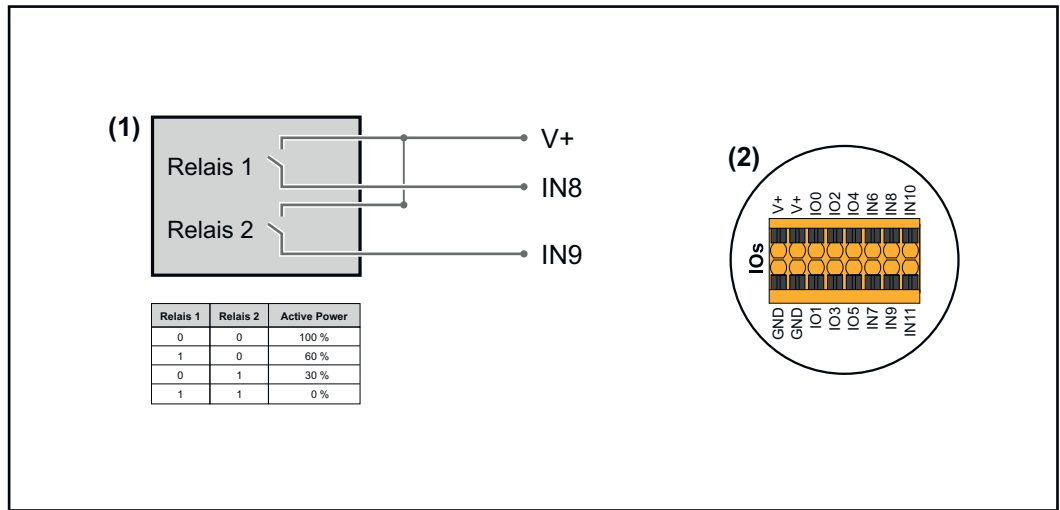 (1)
Relais 1
Relais 2
V+
IN8
IN9
Relais 1 Relais 2 Active Power
0 0 100 %
1 0 60 %
0 1 30 %
1 1 0 %
(2)
V+ V+ IO0 IO2 IO4 IN6 IN8 IN10
IOs
GND GND IO1 IO3 IO5 IN7 IN9 IN11